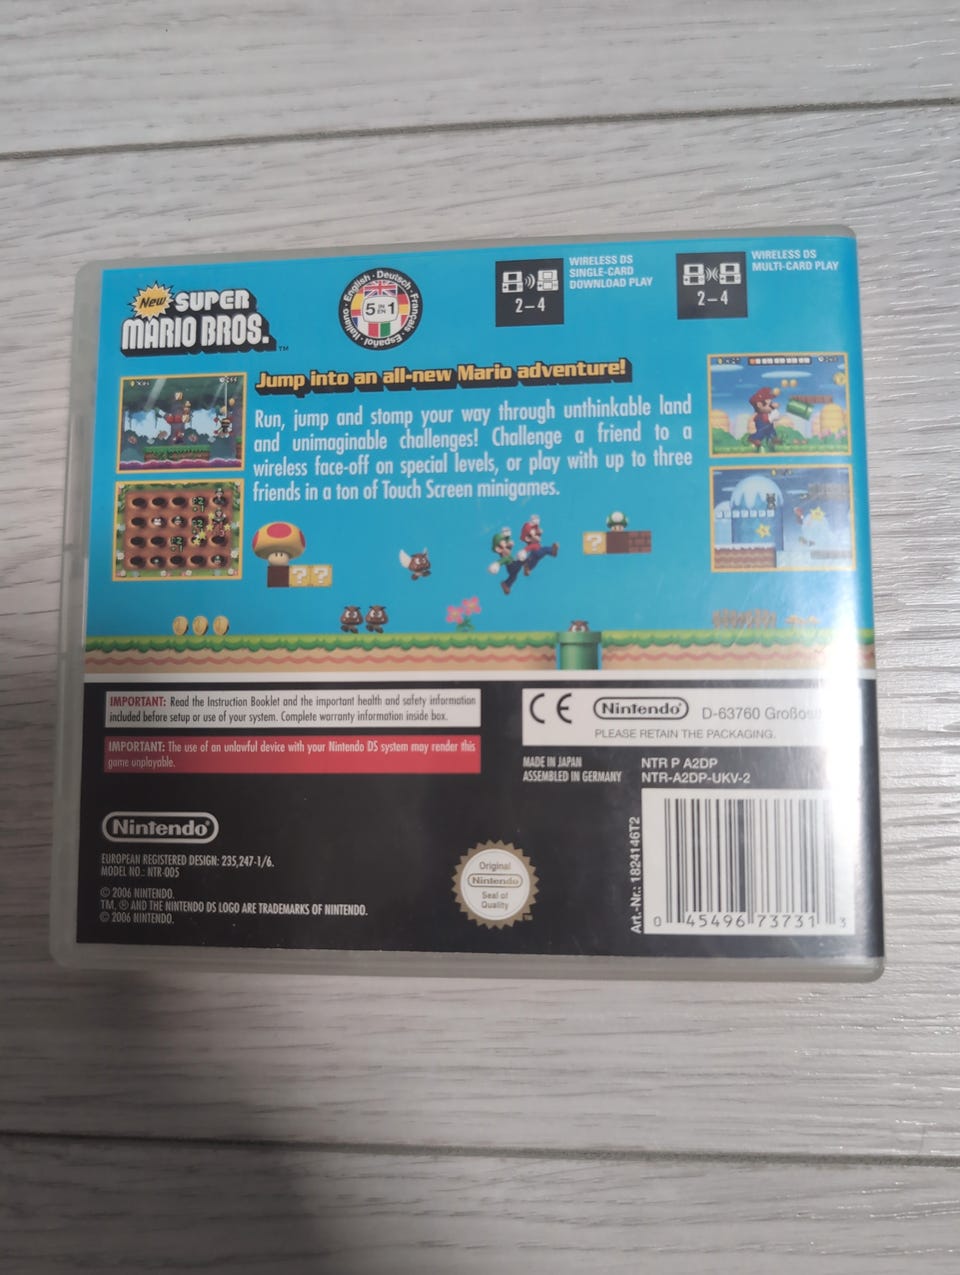 New SUPER
MARIO BROS.™
English · Deutsch · Français · Español · Italiano
5 IN EN 1
2-4
WIRELESS DS
SINGLE-CARD
DOWNLOAD PLAY
2-4
WIRELESS DS
MULTI-CARD PLAY
Jump into an all-new Mario adventure!
Run, jump and stomp your way through unthinkable land
and unimaginable challenges! Challenge a friend to a
wireless face-off on special levels, or play with up to three
friends in a ton of Touch Screen minigames.
IMPORTANT: Read the Instruction Booklet and the important health and safety information
included before setup or use of your system. Complete warranty information inside box.
IMPORTANT: The use of an unlawful device with your Nintendo DS system may render this
game unplayable.
CE Nintendo® D-63760 Großos
PLEASE RETAIN THE PACKAGING.
MADE IN JAPAN
ASSEMBLED IN GERMANY
NTR P A2DP
NTR-A2DP-UKV-2
Nintendo®
EUROPEAN REGISTERED DESIGN: 235,247-1/6.
MODEL NO.: NTR-005
© 2006 NINTENDO.
TM, ® AND THE NINTENDO DS LOGO ARE TRADEMARKS OF NINTENDO.
© 2006 NINTENDO.
Original
Nintendo
Seal of
Quality
Art.-Nr.: 1824146T2
0 45496 73731 3